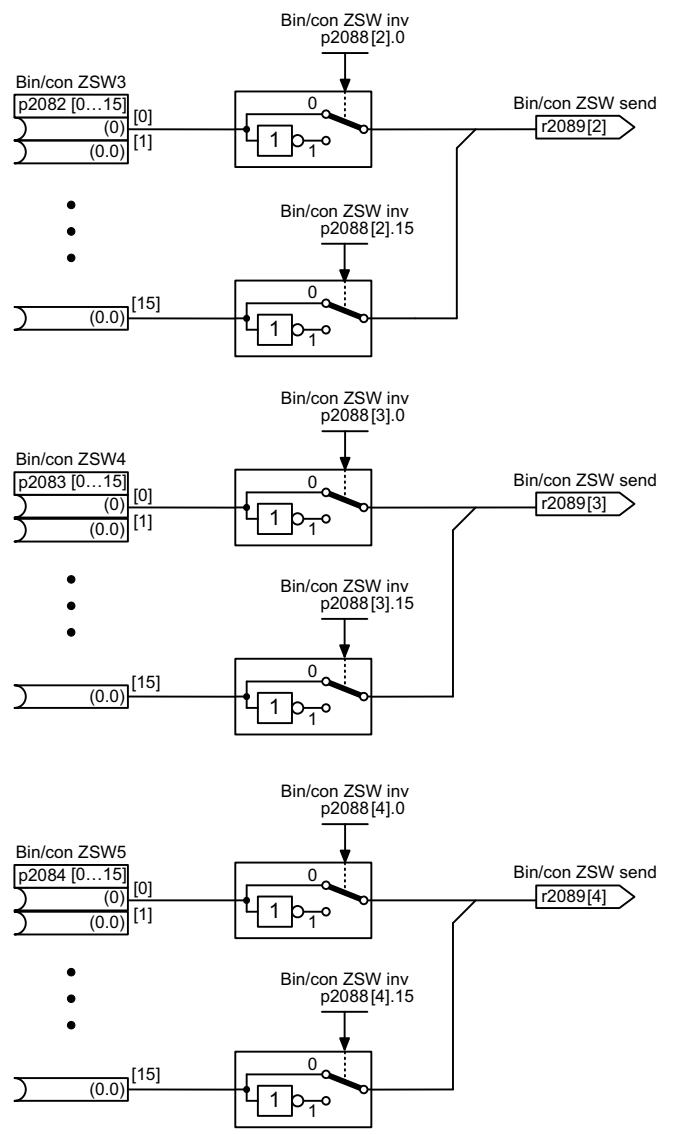 Bin/con ZSW inv
p2088[2].0
Bin/con ZSW3
p2082 [0...15]
(0)
[0]
(0.0)
[1]
0
1
1
Bin/con ZSW send
r2089[2]
Bin/con ZSW inv
p2088[2].15
[15]
(0.0)
0
1
1
Bin/con ZSW inv
p2088[3].0
Bin/con ZSW4
p2083 [0...15]
(0)
[0]
(0.0)
[1]
0
1
1
Bin/con ZSW send
r2089[3]
Bin/con ZSW inv
p2088[3].15
[15]
(0.0)
0
1
1
Bin/con ZSW inv
p2088[4].0
Bin/con ZSW5
p2084 [0...15]
(0)
[0]
(0.0)
[1]
0
1
1
Bin/con ZSW send
r2089[4]
Bin/con ZSW inv
p2088[4].15
[15]
(0.0)
0
1
1